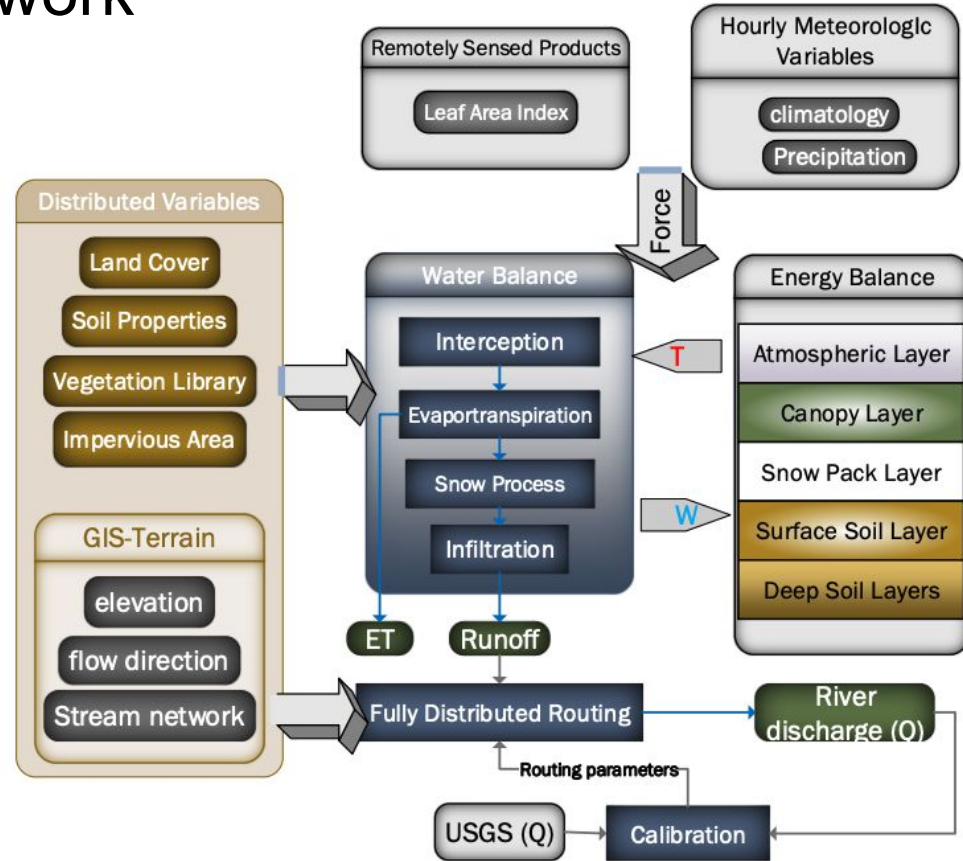 Remotely Sensed Products
Leaf Area Index
Hourly Meteorologic
Variables
climatology
Precipitation
Force
Distributed Variables
Land Cover
Soil Properties
Vegetation Library
Impervious Area
GIS-Terrain
elevation
flow direction
Stream network
Water Balance
Interception
Evaportranspiration
Snow Process
Infiltration
T
W
Energy Balance
Atmospheric Layer
Canopy Layer
Snow Pack Layer
Surface Soil Layer
Deep Soil Layers
ET
Runoff
Fully Distributed Routing
River
discharge (Q)
Routing parameters
USGS (Q)
Calibration